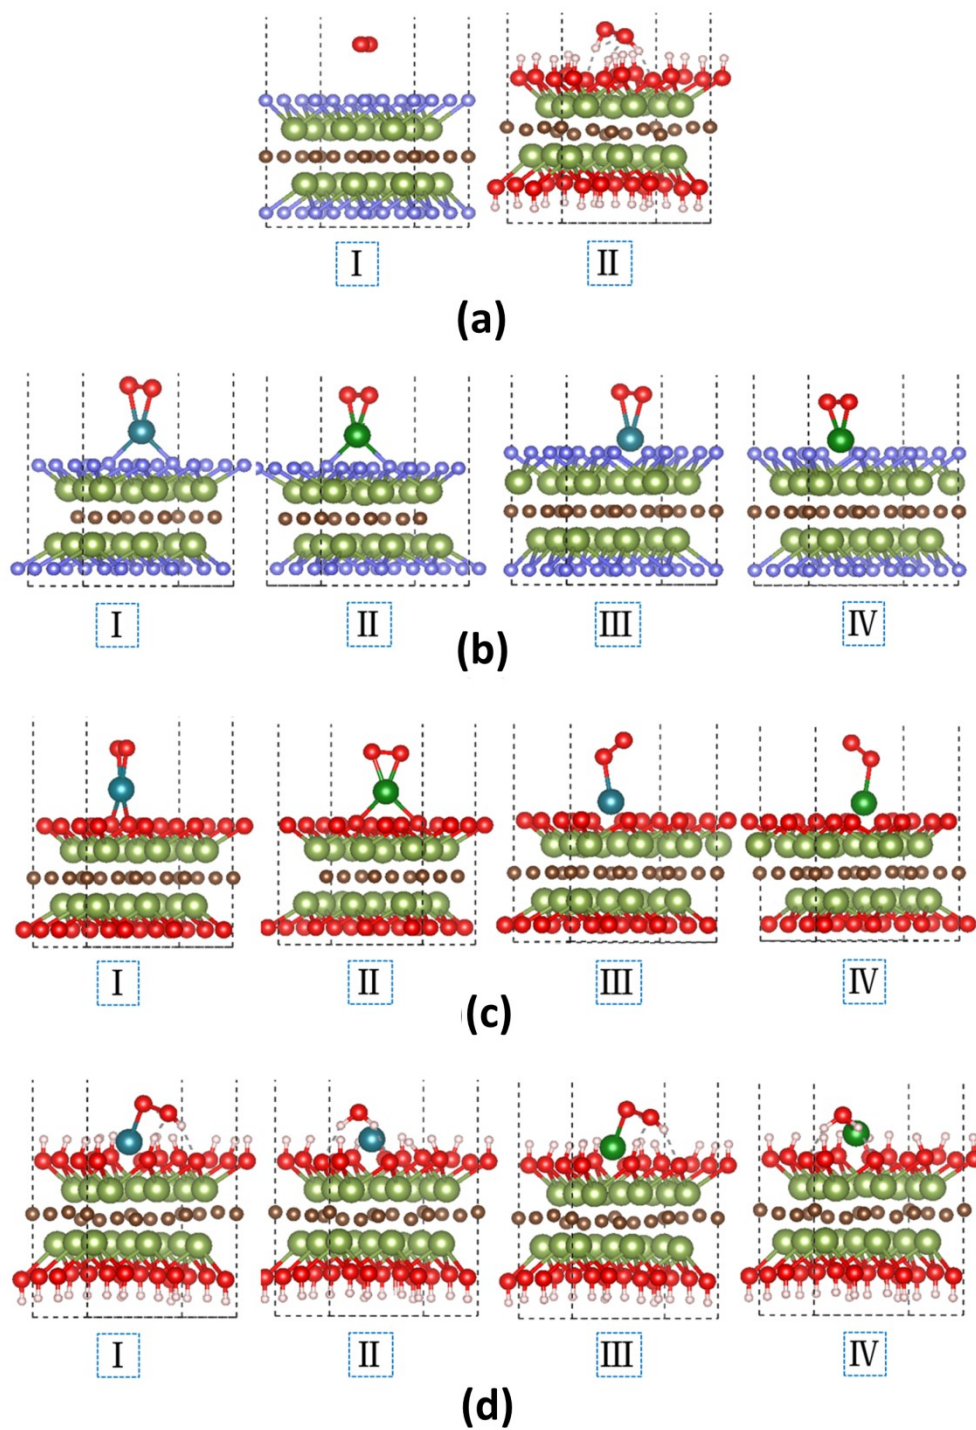 Ⅰ Ⅱ
(a)
Ⅰ Ⅱ Ⅲ Ⅳ
(b)
Ⅰ Ⅱ Ⅲ Ⅳ
(c)
Ⅰ Ⅱ Ⅲ Ⅳ
(d)